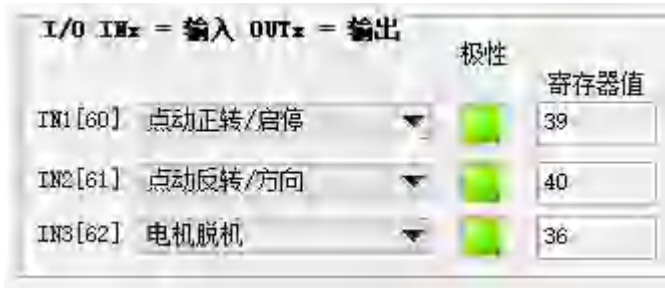 I/O INx = 输入 OUTx = 输出
极性
寄存器值
IN1[60] 点动正转/启停 39
IN2[61] 点动反转/方向 40
IN3[62] 电机脱机 36